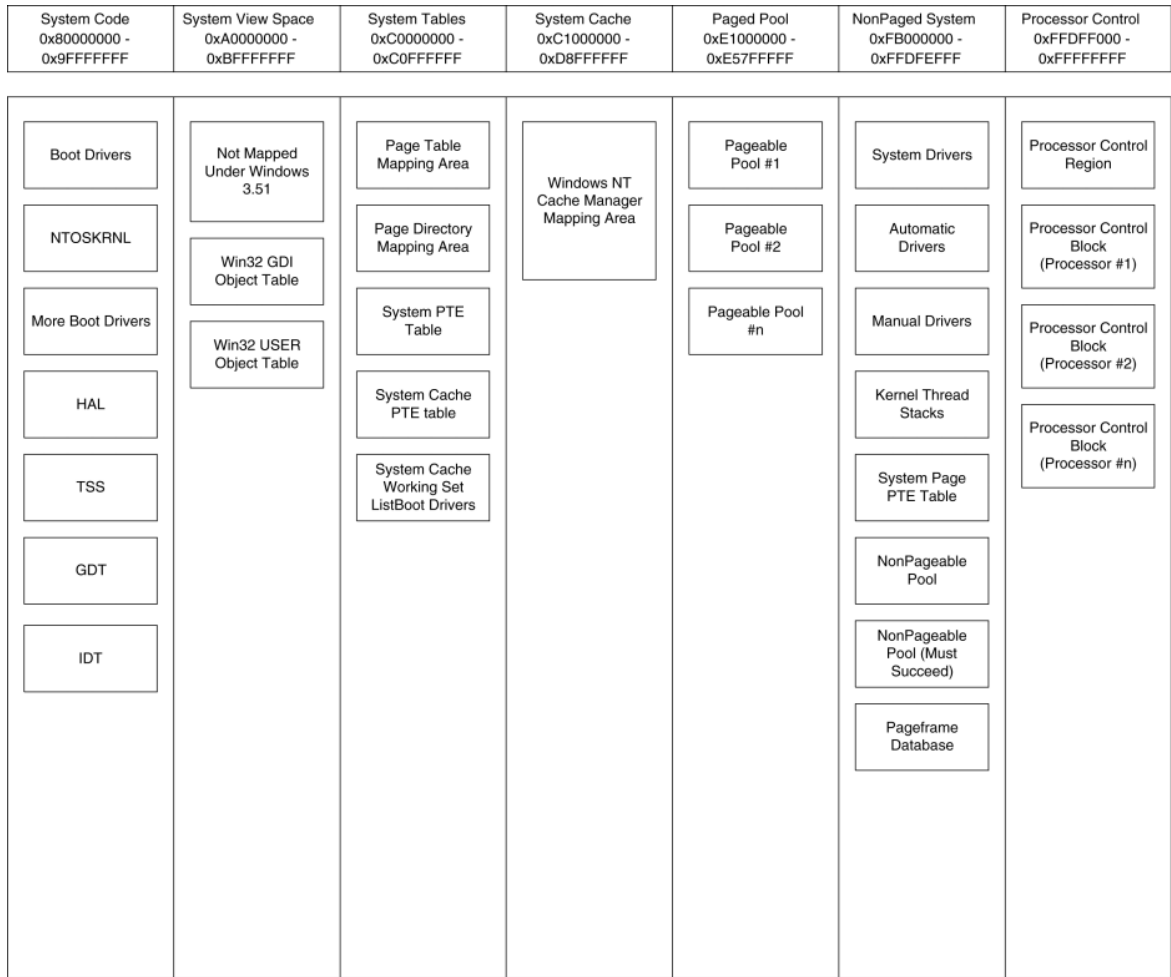 System Code
0x80000000 -
0x9FFFFFFF
System View Space
0xA0000000 -
0xBFFFFFFF
System Tables
0xC0000000 -
0xC0FFFFFF
System Cache
0xC1000000 -
0xD8FFFFFF
Paged Pool
0xE1000000 -
0xE57FFFFF
NonPaged System
0xFB000000 -
0xFFDFEFFF
Processor Control
0xFFDFF000 -
0xFFFFFFFF
Boot Drivers
NTOSKRNL
More Boot Drivers
HAL
TSS
GDT
IDT
Not Mapped
Under Windows
3.51
Win32 GDI
Object Table
Win32 USER
Object Table
Page Table
Mapping Area
Page Directory
Mapping Area
System PTE
Table
System Cache
PTE table
System Cache
Working Set
ListBoot Drivers
Windows NT
Cache Manager
Mapping Area
Pageable
Pool #1
Pageable
Pool #2
Pageable Pool
#n
System Drivers
Automatic
Drivers
Manual Drivers
Kernel Thread
Stacks
System Page
PTE Table
NonPageable
Pool
NonPageable
Pool (Must
Succeed)
Pageframe
Database
Processor Control
Region
Processor Control
Block
(Processor #1)
Processor Control
Block
(Processor #2)
Processor Control
Block
(Processor #n)